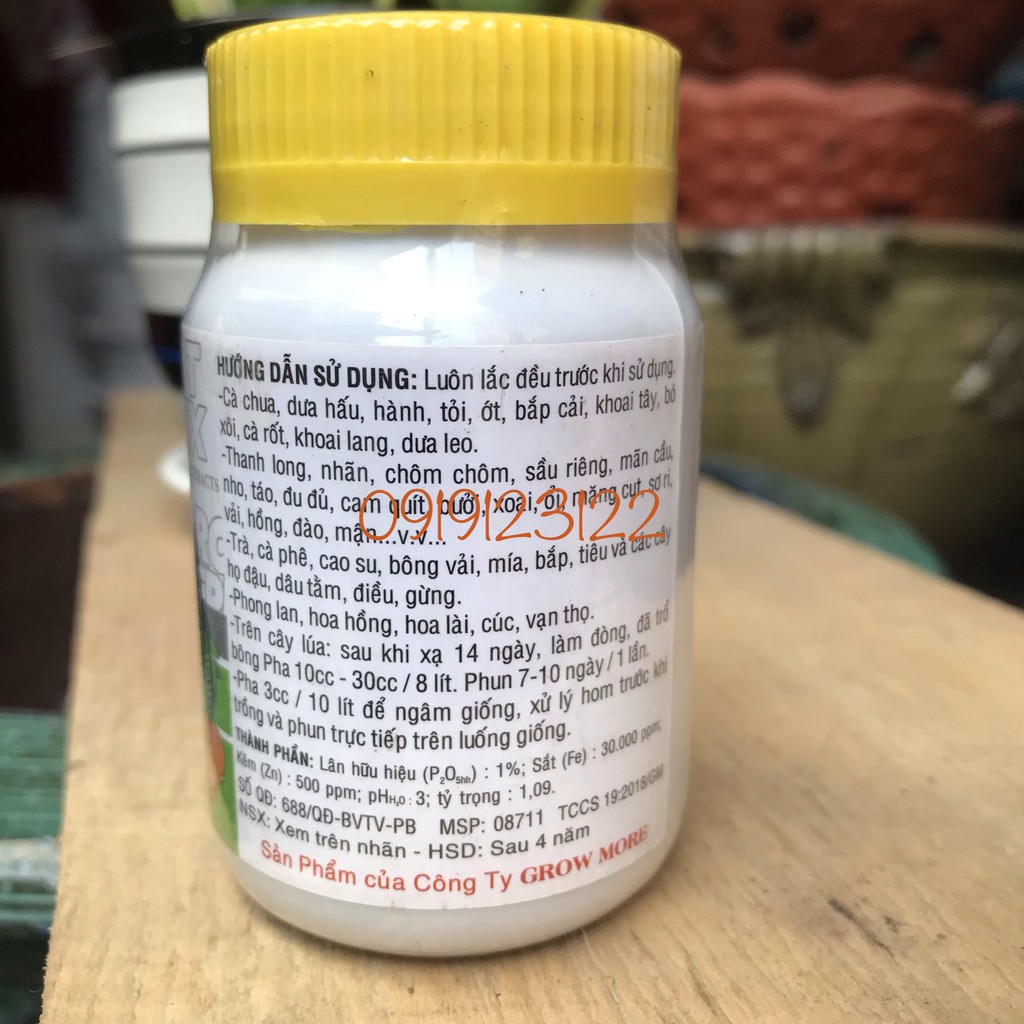 HƯỚNG DẪN SỬ DỤNG: Luôn lắc đều trước khi sử dụng.
-Cà chua, dưa hấu, hành, tỏi, ớt, bắp cải, khoai tây, bó
xôi, cà rốt, khoai lang, dưa leo.
-Thanh long, nhãn, chôm chôm, sầu riêng, mãn cầu,
nho, táo, đu đủ, cam quít, bưởi, xoài, ổi, măng cụt, sơ ri,
vải, hồng, đào, mận...v.v...
0919123122
-Trà, cà phê, cao su, bông vải, mía, bắp, tiêu và các cây
họ đậu, dâu tằm, điều, gừng.
-Phong lan, hoa hồng, hoa lài, cúc, vạn thọ.
-Trên cây lúa: sau khi xạ 14 ngày, làm đòng, đã trổ
bông Pha 10cc - 30cc / 8 lít. Phun 7-10 ngày / 1 lần.
-Pha 3cc / 10 lít để ngâm giống, xử lý hom trước khi
trồng và phun trực tiếp trên luống giống.
THÀNH PHẦN: Lân hữu hiệu (P2O5hh) : 1%; Sắt (Fe) : 30.000 ppm;
Kẽm (Zn) : 500 ppm; pHH2O : 3; tỷ trọng : 1,09.
Số QĐ: 688/QĐ-BVTV-PB MSP: 08711 TCCS 19:2018/GM
NSX: Xem trên nhãn - HSD: Sau 4 năm
Sản Phẩm của Công Ty GROW MORE